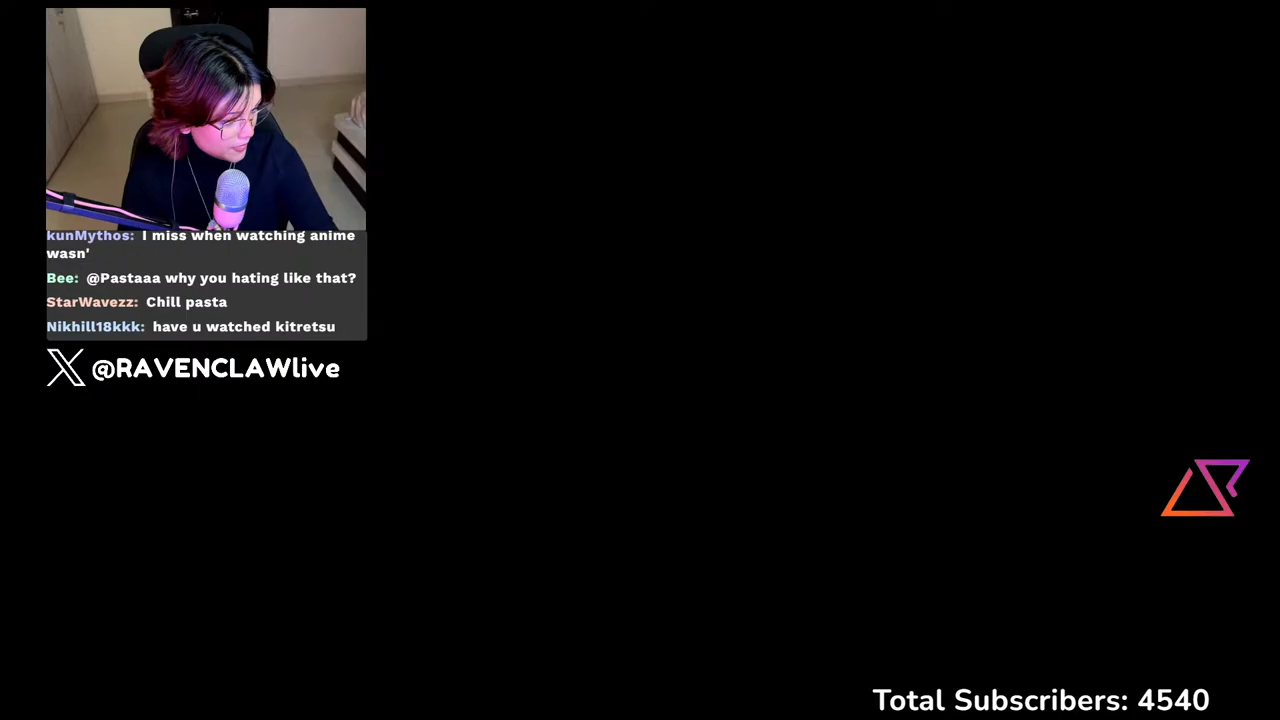 kunMythos: I miss when watching anime
wasn'
Bee: @Pastaaa why you hating like that?
StarWavezz: Chill pasta
Nikhill18kkk: have u watched kitretsu
@RAVENCLAWlive
Total Subscribers: 4540